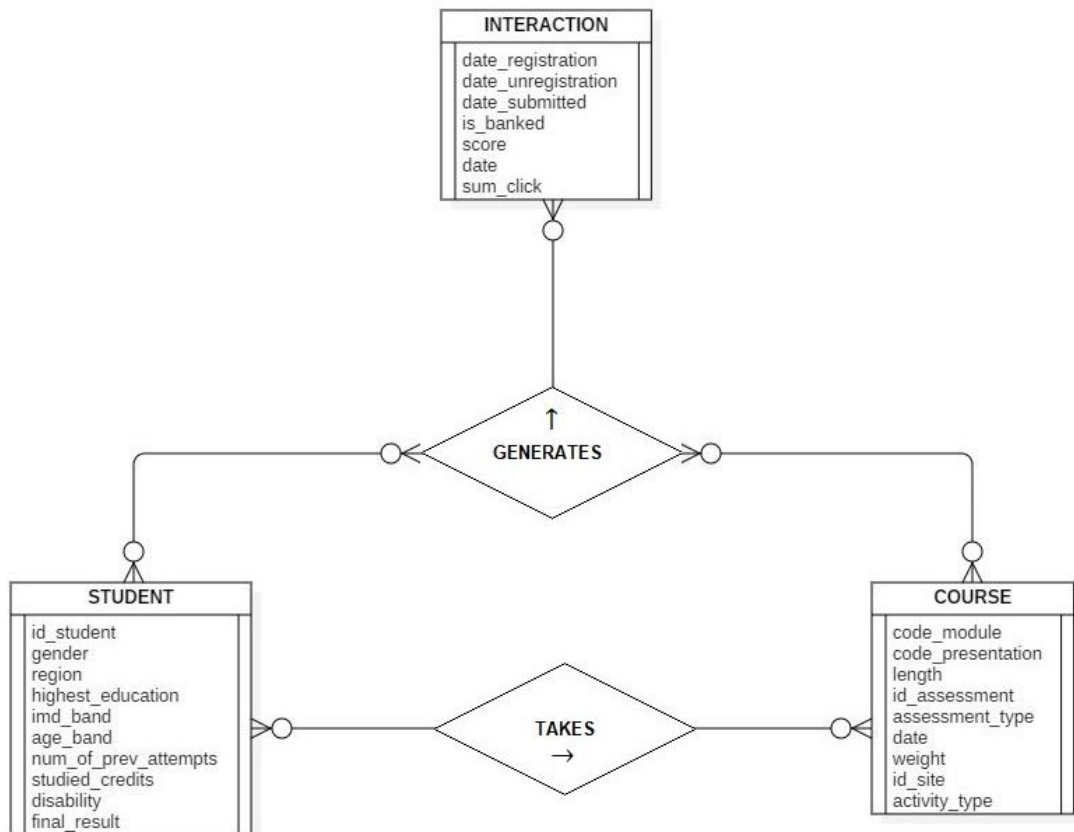 INTERACTION
date_registration
date_unregistration
date_submitted
is_banked
score
date
sum_click
↑
GENERATES
STUDENT
id_student
gender
region
highest_education
imd_band
age_band
num_of_prev_attempts
studied_credits
disability
final_result
TAKES
→
COURSE
code_module
code_presentation
length
id_assessment
assessment_type
date
weight
id_site
activity_type